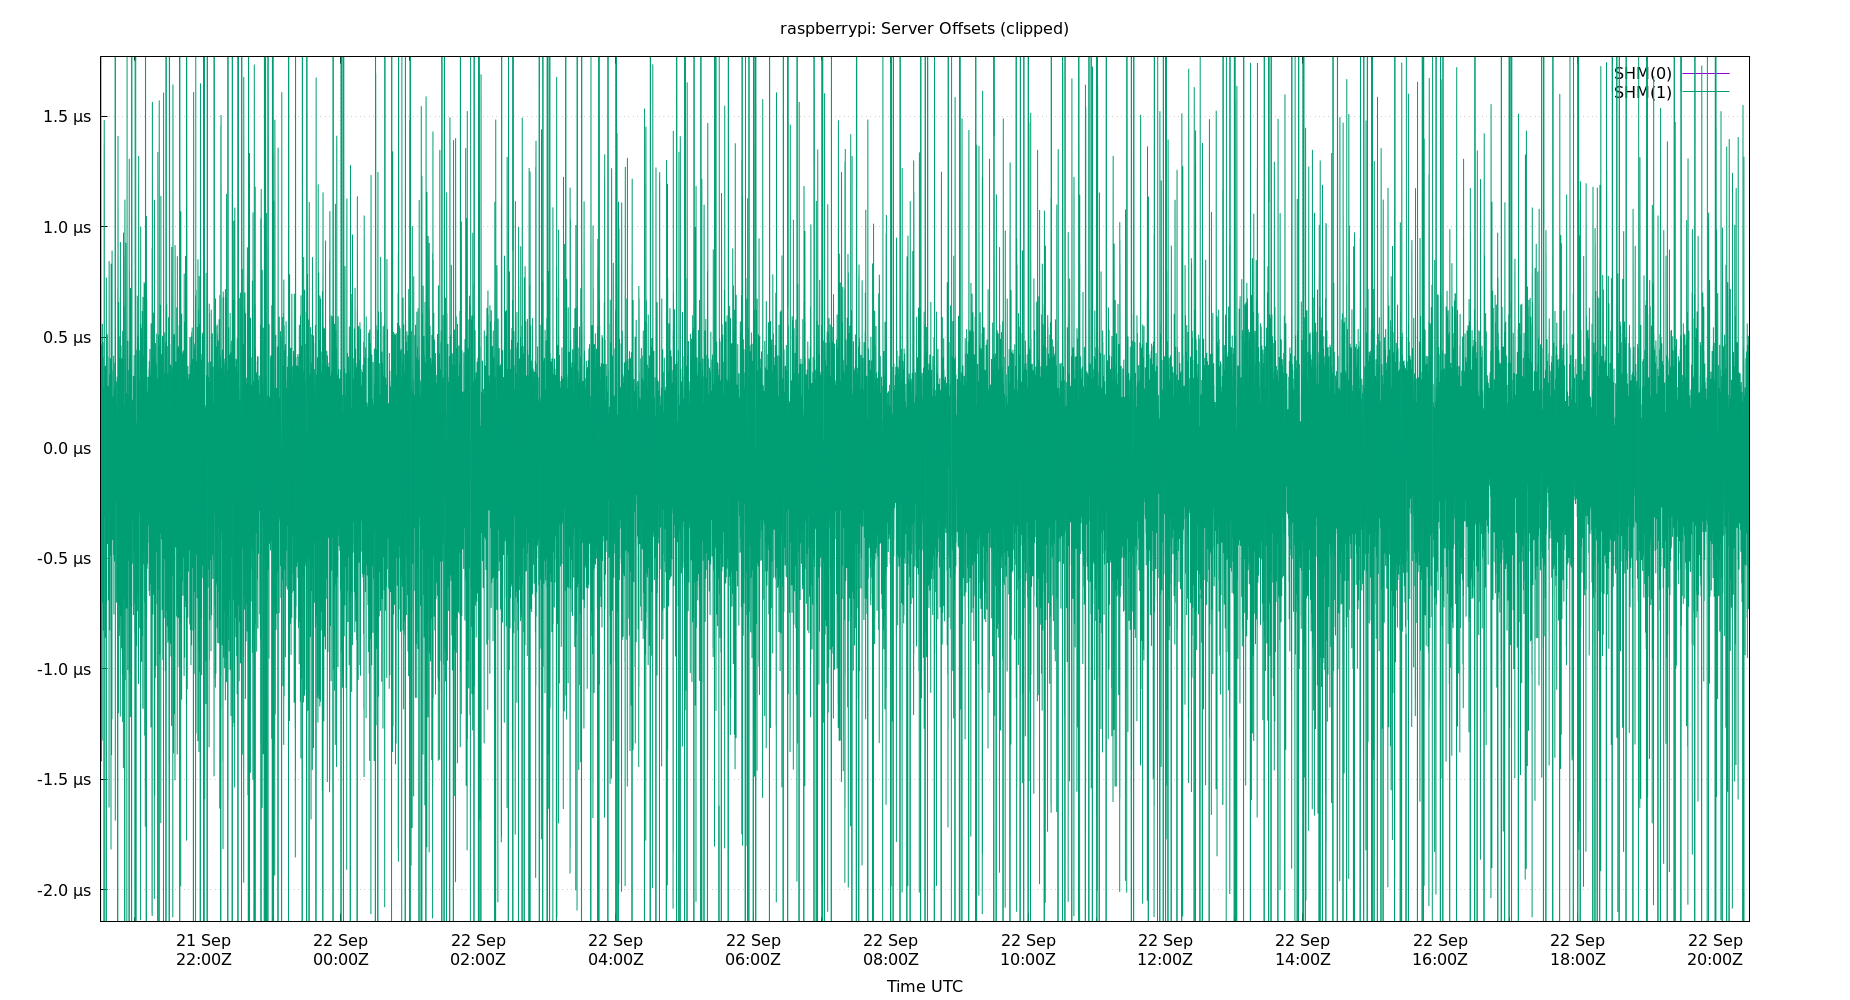 raspberrypi: Server Offsets (clipped)
SHM(0)
SHM(1)
1.5 µs
1.0 µs
0.5 µs
0.0 µs
-0.5 µs
-1.0 µs
-1.5 µs
-2.0 µs
21 Sep 22 Sep 22 Sep 22 Sep 22 Sep 22 Sep 22 Sep 22 Sep 22 Sep 22 Sep 22 Sep 22 Sep
22:00Z 00:00Z 02:00Z 04:00Z 06:00Z 08:00Z 10:00Z 12:00Z 14:00Z 16:00Z 18:00Z 20:00Z
Time UTC